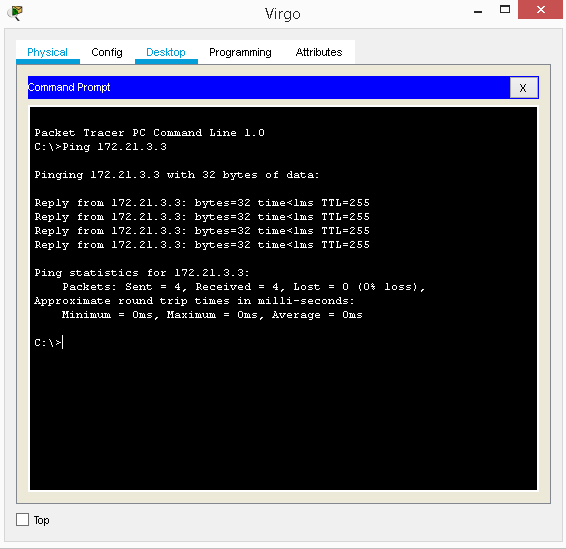 Virgo
Physical Config Desktop Programming Attributes
Command Prompt X
Packet Tracer PC Command Line 1.0
C:\>Ping 172.21.3.3
Pinging 172.21.3.3 with 32 bytes of data:
Reply from 172.21.3.3: bytes=32 time<1ms TTL=255
Reply from 172.21.3.3: bytes=32 time<1ms TTL=255
Reply from 172.21.3.3: bytes=32 time<1ms TTL=255
Reply from 172.21.3.3: bytes=32 time<1ms TTL=255
Ping statistics for 172.21.3.3:
    Packets: Sent = 4, Received = 4, Lost = 0 (0% loss),
Approximate round trip times in milli-seconds:
    Minimum = 0ms, Maximum = 0ms, Average = 0ms
C:\>
Top